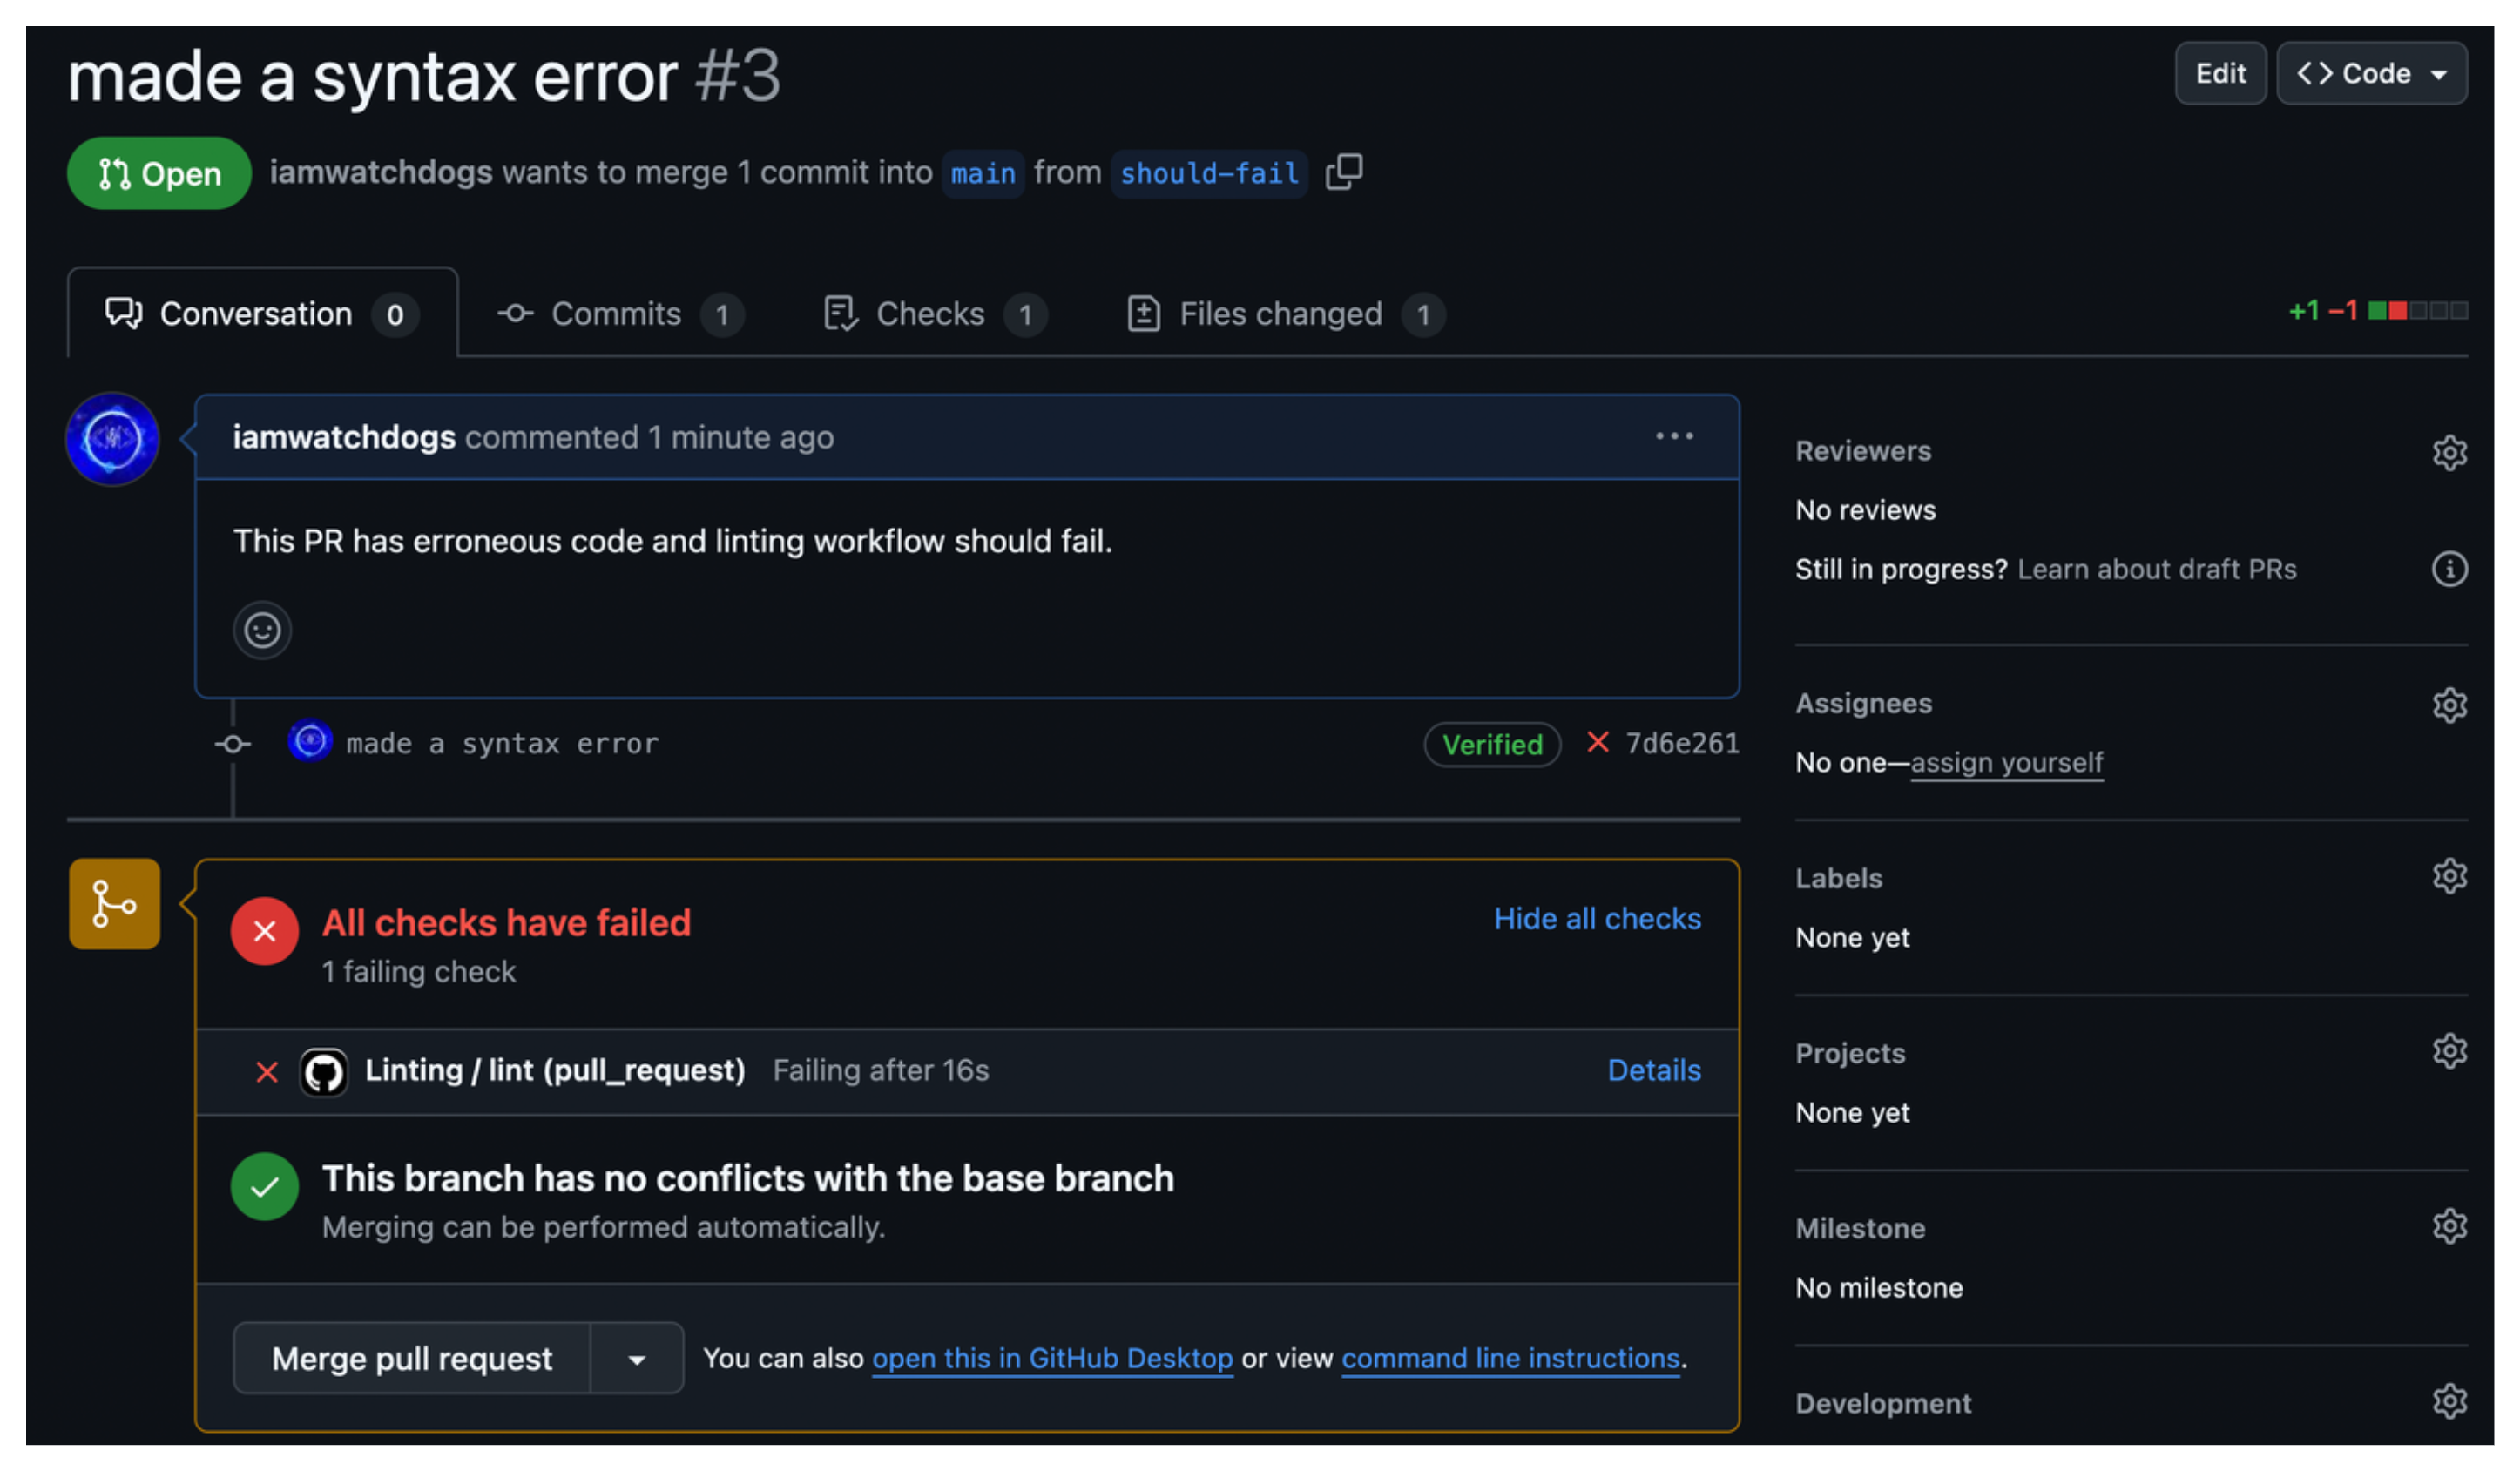 made a syntax error #3
Edit
<> Code
Open
iamwatchdogs wants to merge 1 commit into main from should-fail
Conversation 0
Commits 1
Checks 1
Files changed 1
+1 −1
iamwatchdogs commented 1 minute ago
This PR has erroneous code and linting workflow should fail.
made a syntax error
Verified
7d6e261
All checks have failed
Hide all checks
1 failing check
Linting / lint (pull_request) Failing after 16s
Details
This branch has no conflicts with the base branch
Merging can be performed automatically.
Merge pull request
You can also open this in GitHub Desktop or view command line instructions.
Reviewers
No reviews
Still in progress? Learn about draft PRs
Assignees
No one—assign yourself
Labels
None yet
Projects
None yet
Milestone
No milestone
Development